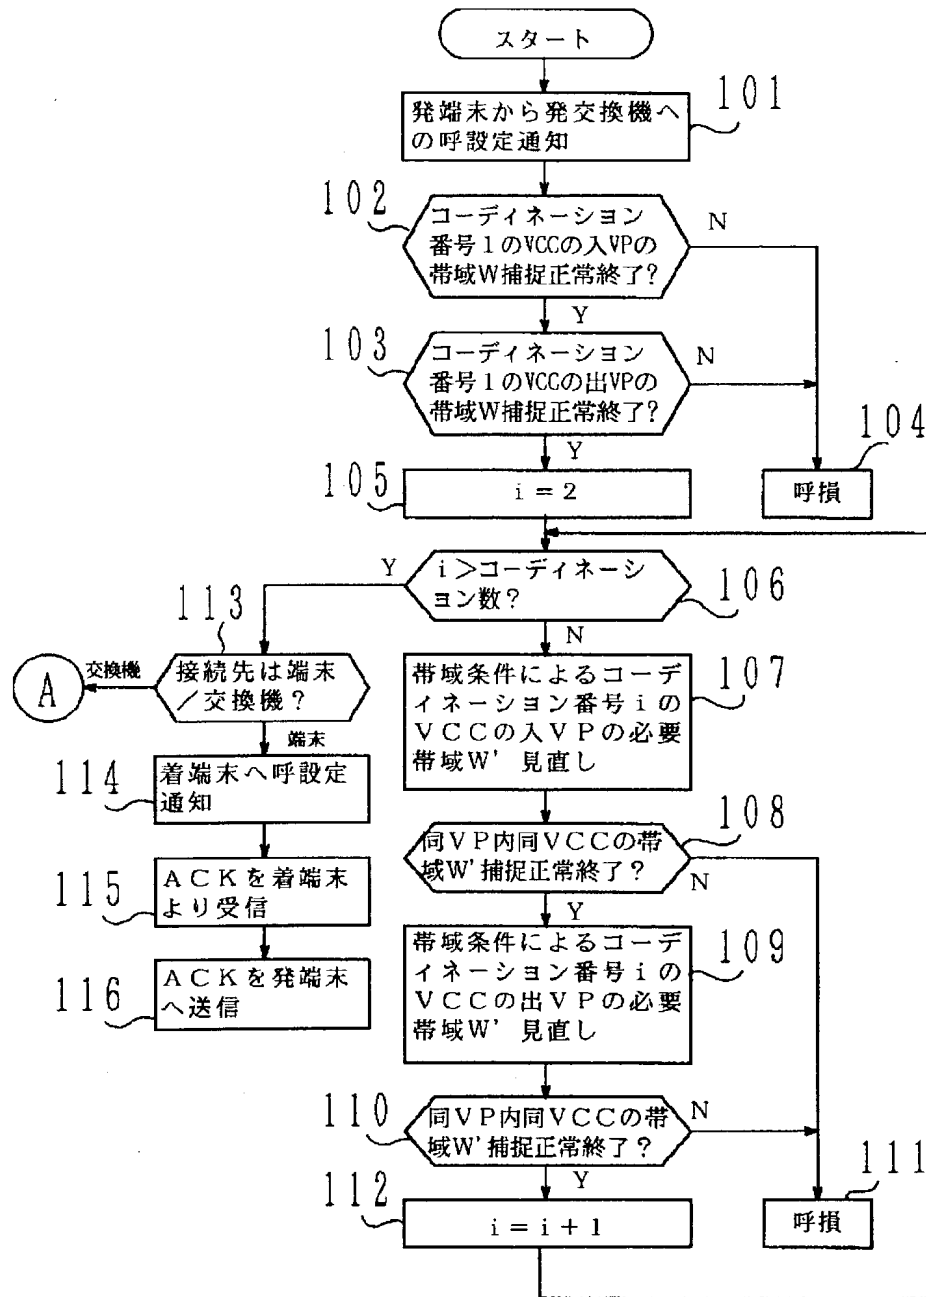 スタート
101
発端末から発交換機へ
の呼設定通知
102
コーディネーション
番号1のVCCの入VPの
帯域W捕捉正常終了?
N
Y
103
コーディネーション
番号1のVCCの出VPの
帯域W捕捉正常終了?
N
Y
104
呼損
105
i=2
106
i>コーディネーシ
ョン数?
Y
N
113
接続先は端末
/交換機?
交換機
A
端末
107
帯域条件によるコーデ
ィネーション番号iの
VCCの入VPの必要
帯域W' 見直し
114
着端末へ呼設定
通知
108
同VP内同VCCの帯
域W'捕捉正常終了?
N
Y
115
ACKを着端末
より受信
109
帯域条件によるコーデ
ィネーション番号iの
VCCの出VPの必要
帯域W' 見直し
116
ACKを発端末
へ送信
110
同VP内同VCCの帯
域W'捕捉正常終了?
N
Y
111
呼損
112
i=i+1